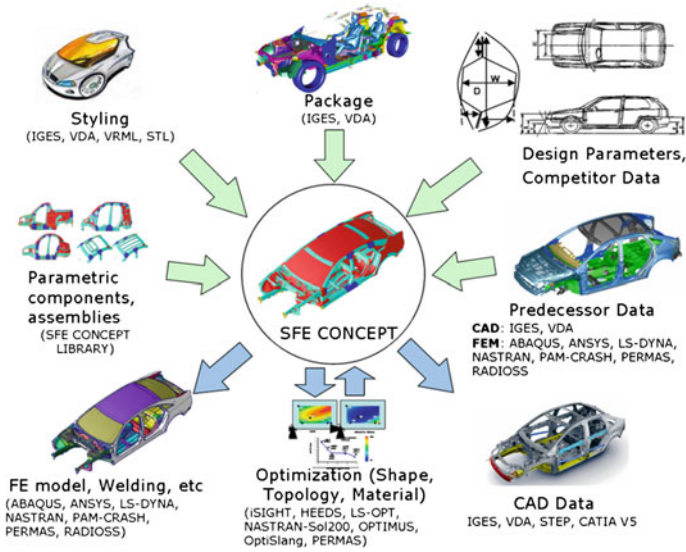 Styling
(IGES, VDA, VRML, STL)
Package
(IGES, VDA)
W
D
Design Parameters,
Competitor Data
Parametric
components,
assemblies
(SFE CONCEPT
LIBRARY)
SFE CONCEPT
Predecessor Data
CAD: IGES, VDA
FEM: ABAQUS, ANSYS, LS-DYNA,
NASTRAN, PAM-CRASH, PERMAS,
RADIOSS
FE model, Welding, etc
(ABAQUS, ANSYS, LS-DYNA,
NASTRAN, PAM-CRASH,
PERMAS, RADIOSS)
Optimization (Shape,
Topology, Material)
(iSIGHT, HEEDS, LS-OPT,
NASTRAN-Sol200, OPTIMUS,
OptiSlang, PERMAS)
CAD Data
IGES, VDA, STEP, CATIA V5